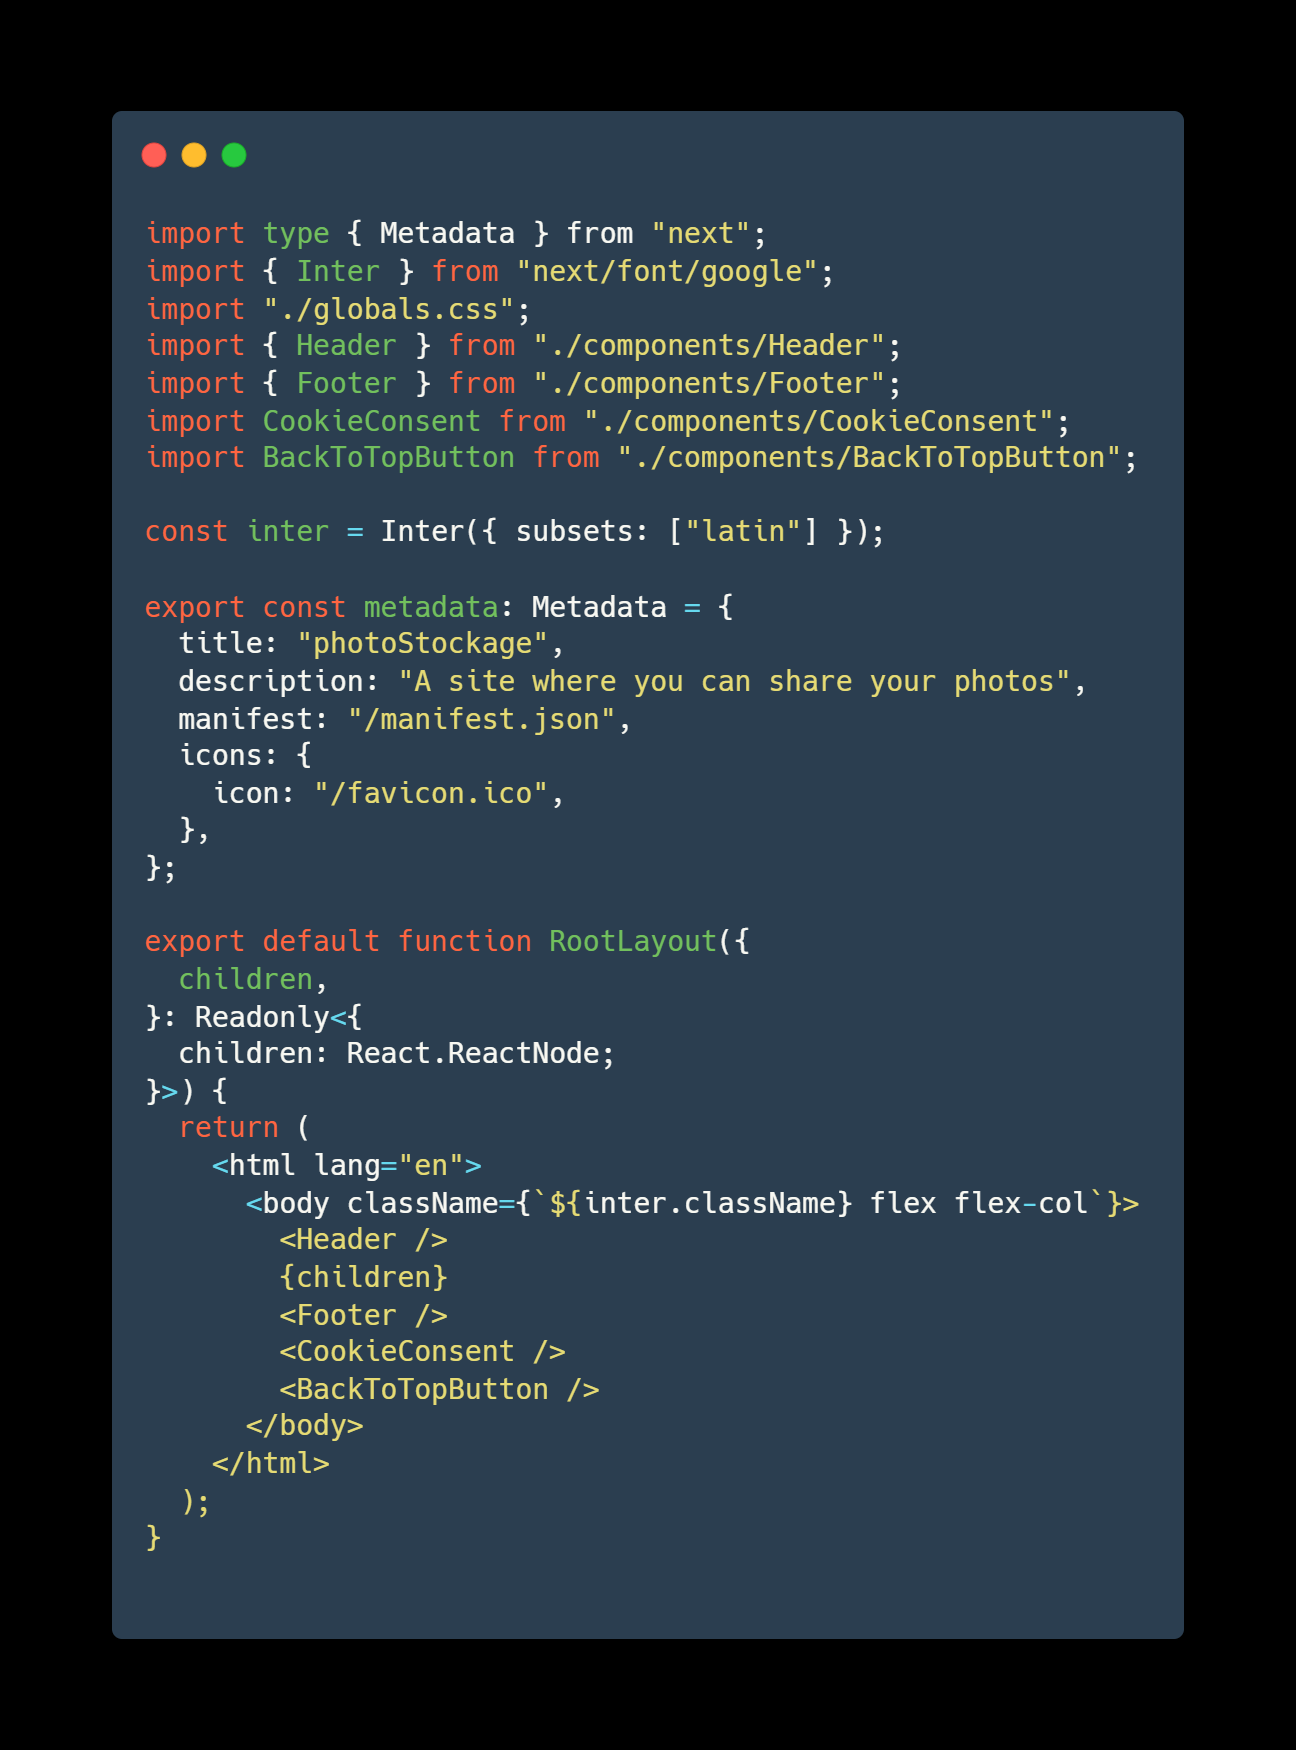 import type { Metadata } from "next";
import { Inter } from "next/font/google";
import "./globals.css";
import { Header } from "./components/Header";
import { Footer } from "./components/Footer";
import CookieConsent from "./components/CookieConsent";
import BackToTopButton from "./components/BackToTopButton";

const inter = Inter({ subsets: ["latin"] });

export const metadata: Metadata = {
  title: "photoStockage",
  description: "A site where you can share your photos",
  manifest: "/manifest.json",
  icons: {
    icon: "/favicon.ico",
  },
};

export default function RootLayout({
  children,
}: Readonly<{
  children: React.ReactNode;
}>) {
  return (
    <html lang="en">
      <body className={`${inter.className} flex flex-col`}>
        <Header />
        {children}
        <Footer />
        <CookieConsent />
        <BackToTopButton />
      </body>
    </html>
  );
}